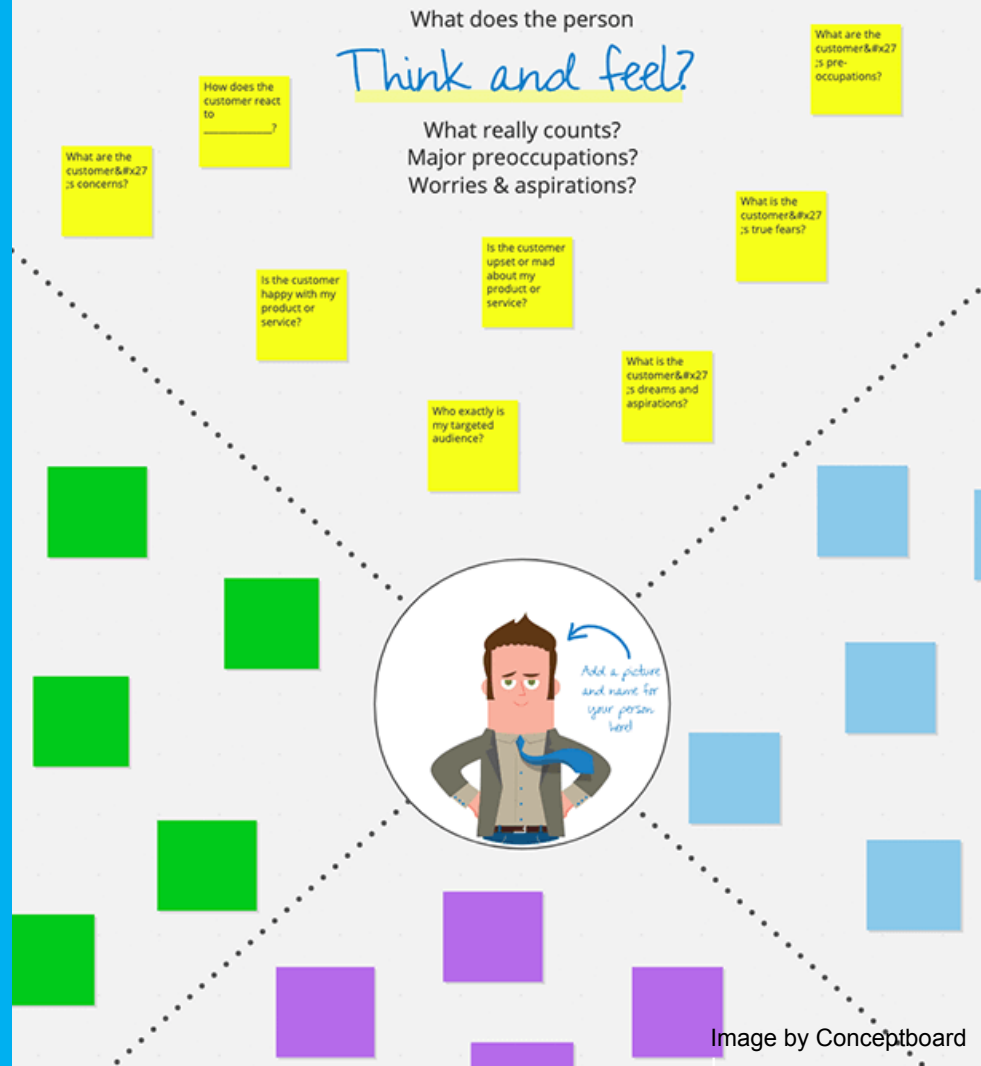 What does the person
Think and feel?
What really counts?
Major preoccupations?
Worries & aspirations?
What are the
customer&#x27
;s pre-
occupations?
How does the
customer react
to
______________?
What are the
customer&#x27
;s concerns?
What is the
customer&#x27
;s true fears?
Is the customer
upset or mad
about my
product or
service?
Is the customer
happy with my
product or
service?
What is the
customer&#x27
;s dreams and
aspirations?
Who exactly is
my targeted
audience?
Add a picture
and name for
your person
here!
Image by Conceptboard